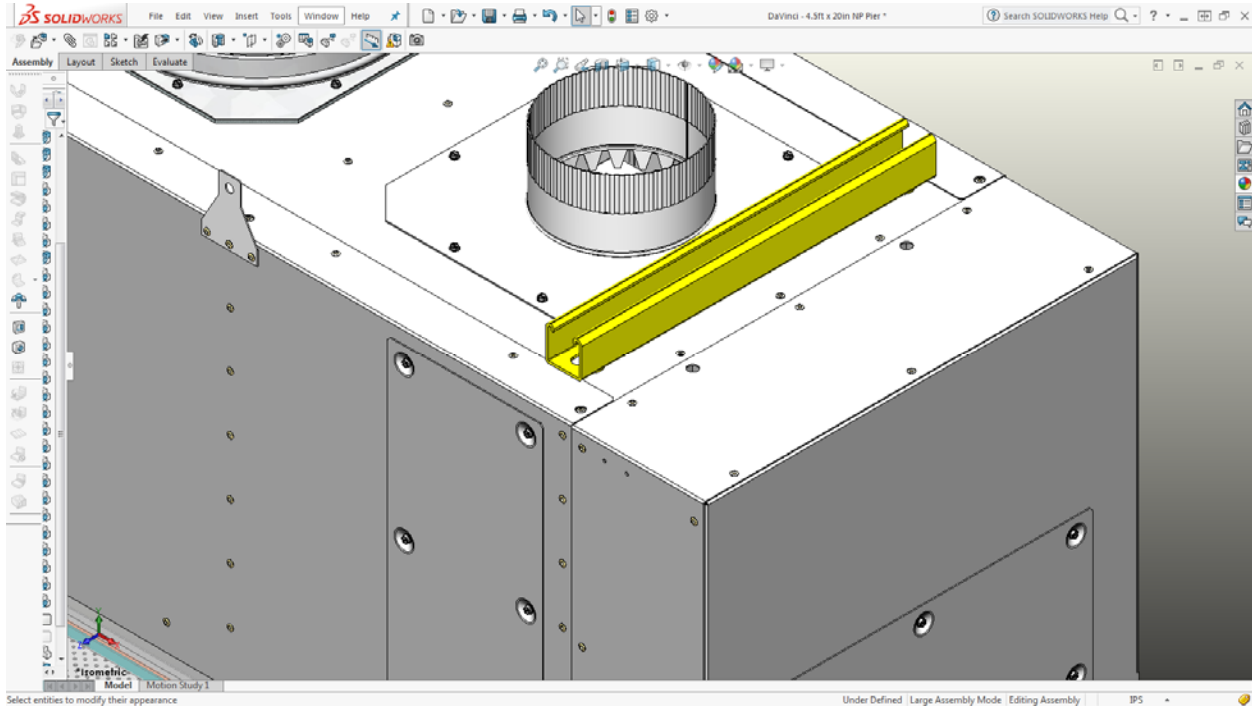 SOLIDWORKS File Edit View Insert Tools Window Help DaVinci - 4.5ft x 20in NP Pier * Search SOLIDWORKS Help ?
Assembly Layout Sketch Evaluate
*Isometric
Model Motion Study 1
Select entities to modify their appearance Under Defined Large Assembly Mode Editing Assembly IPS